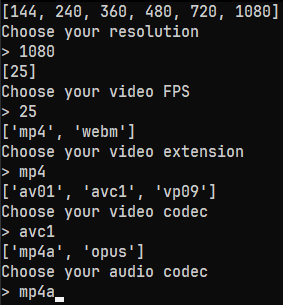 [144, 240, 360, 480, 720, 1080]
Choose your resolution
> 1080
[25]
Choose your video FPS
> 25
['mp4', 'webm']
Choose your video extension
> mp4
['av01', 'avc1', 'vp09']
Choose your video codec
> avc1
['mp4a', 'opus']
Choose your audio codec
> mp4a